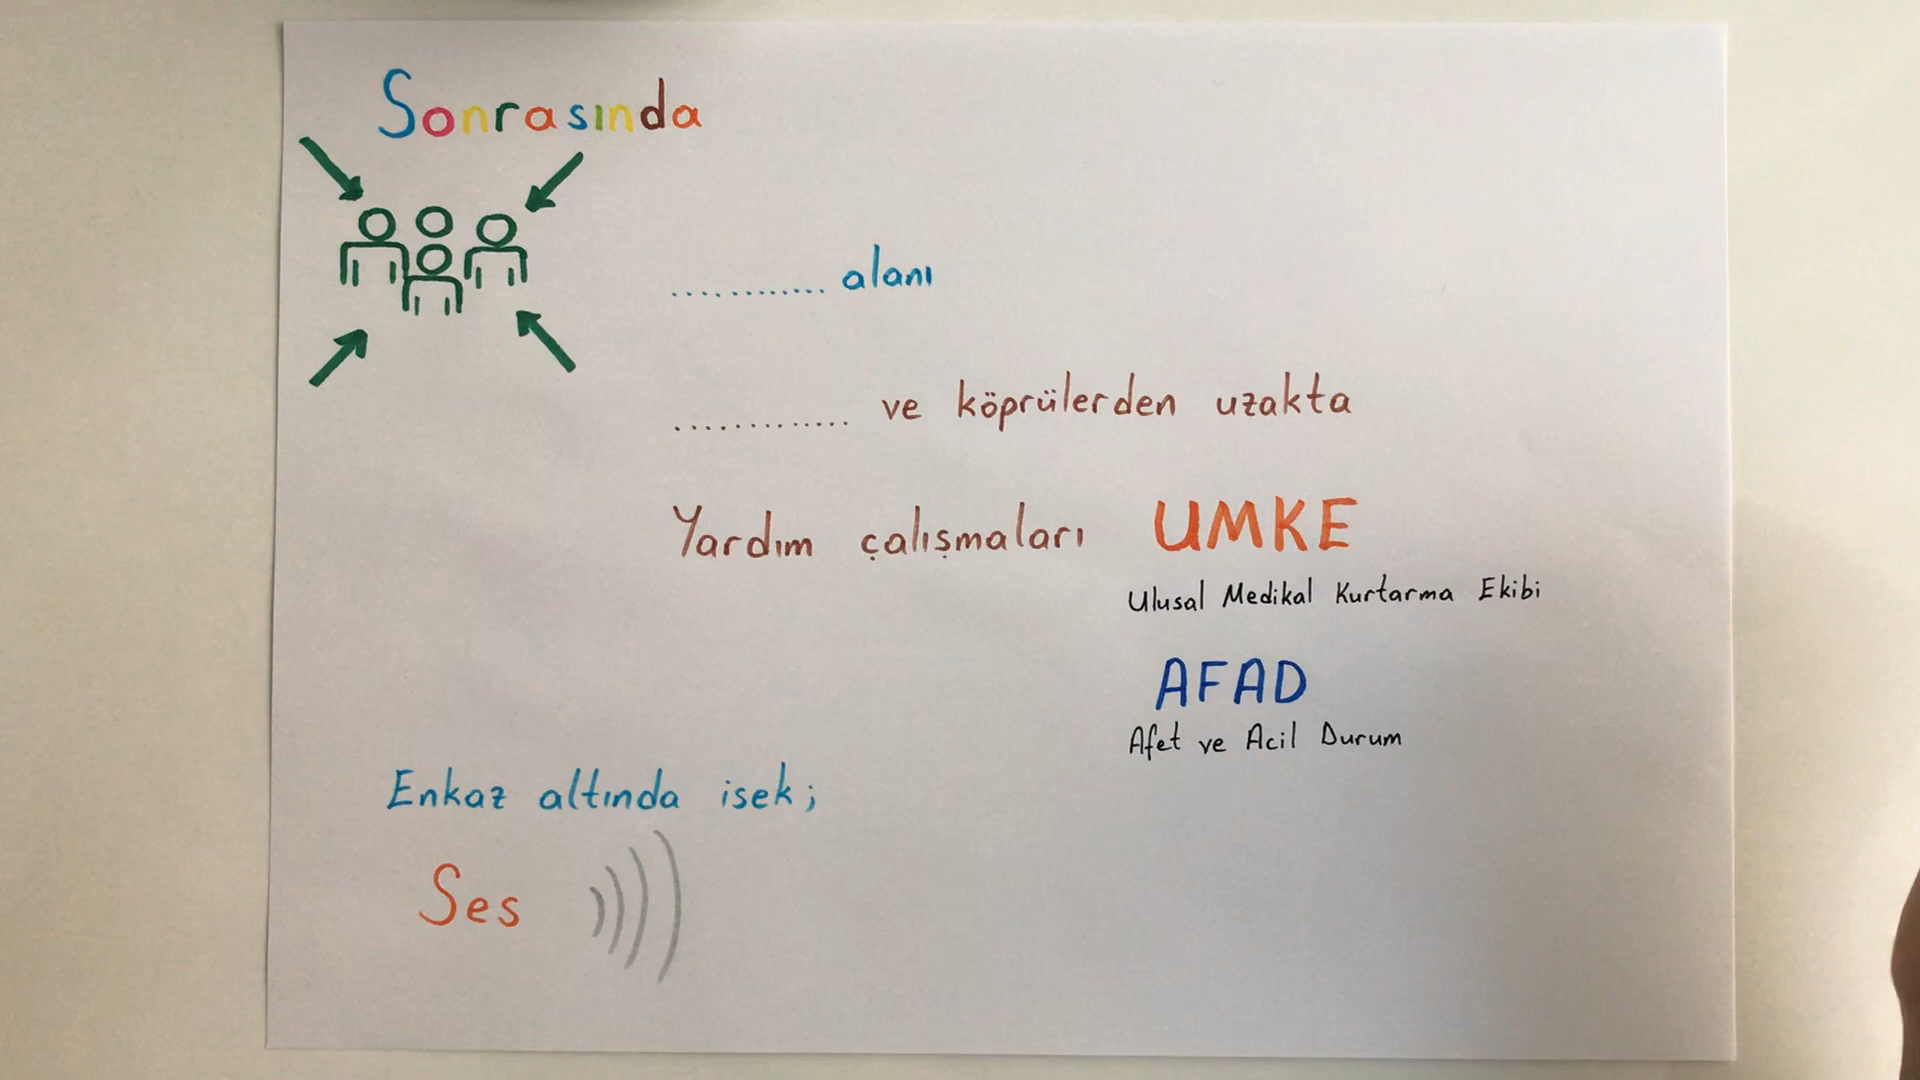 Sonrasında
............ alanı
............. ve köprülerden uzakta
Yardım çalışmaları UMKE
Ulusal Medikal Kurtarma Ekibi
AFAD
Afet ve Acil Durum
Enkaz altında isek;
Ses